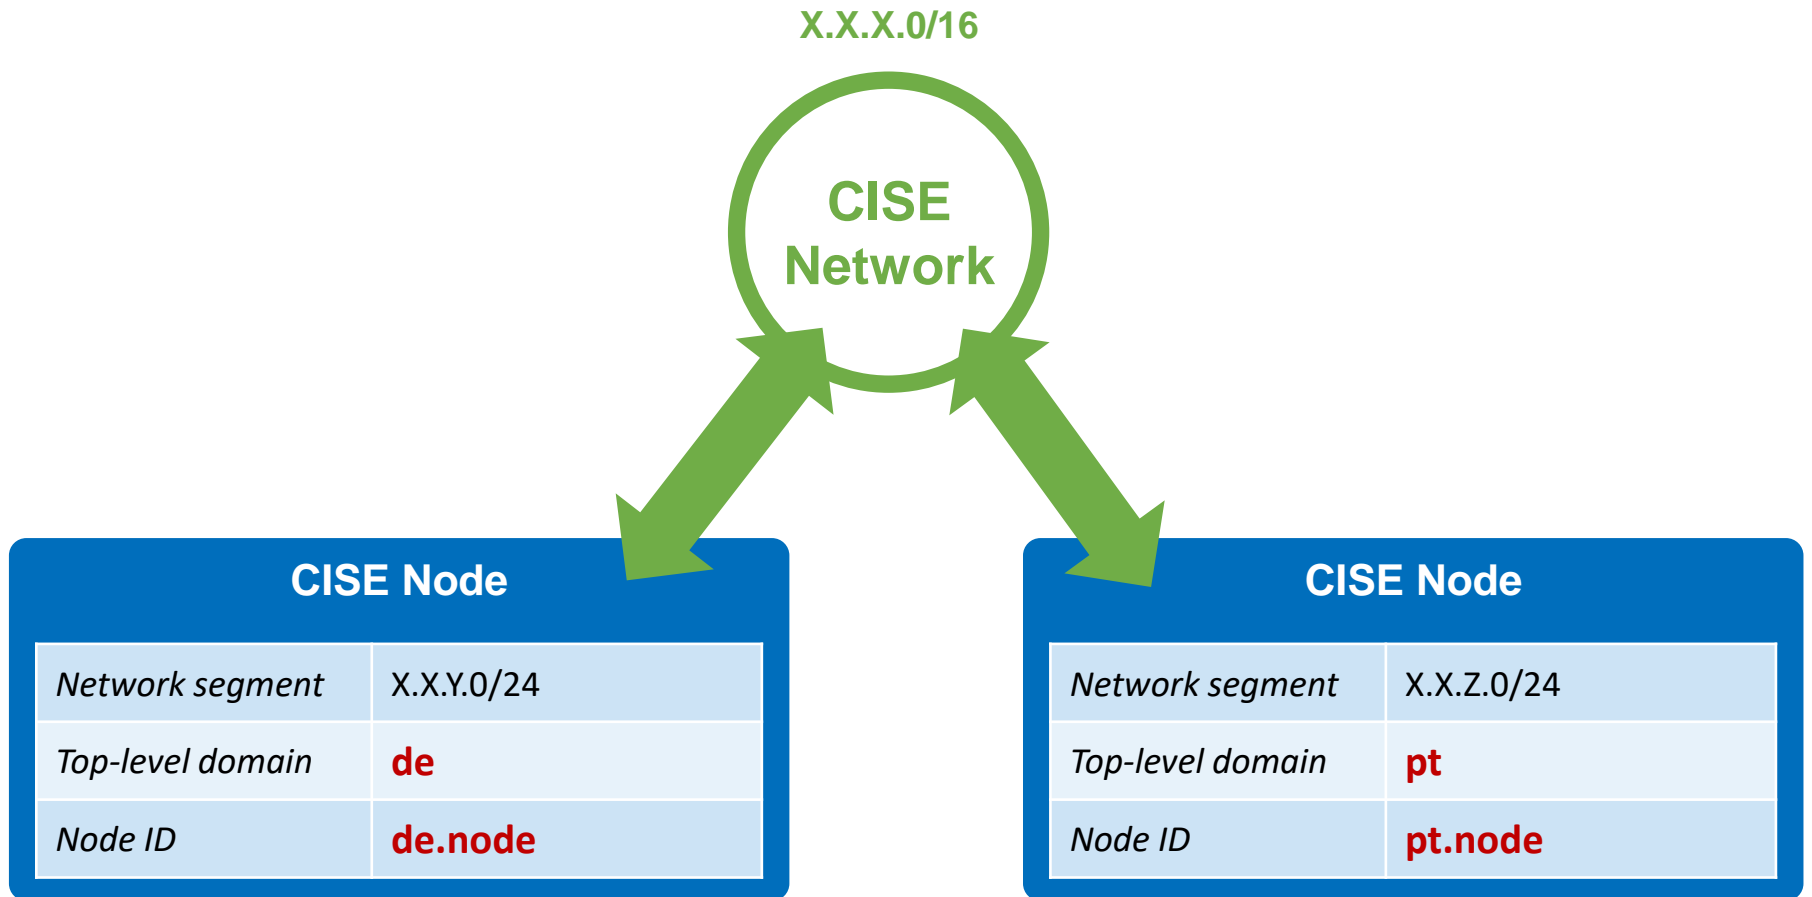 X.X.X.0/16
CISE
Network
CISE Node
Network segment X.X.Y.0/24
Top-level domain de
Node ID de.node
CISE Node
Network segment X.X.Z.0/24
Top-level domain pt
Node ID pt.node